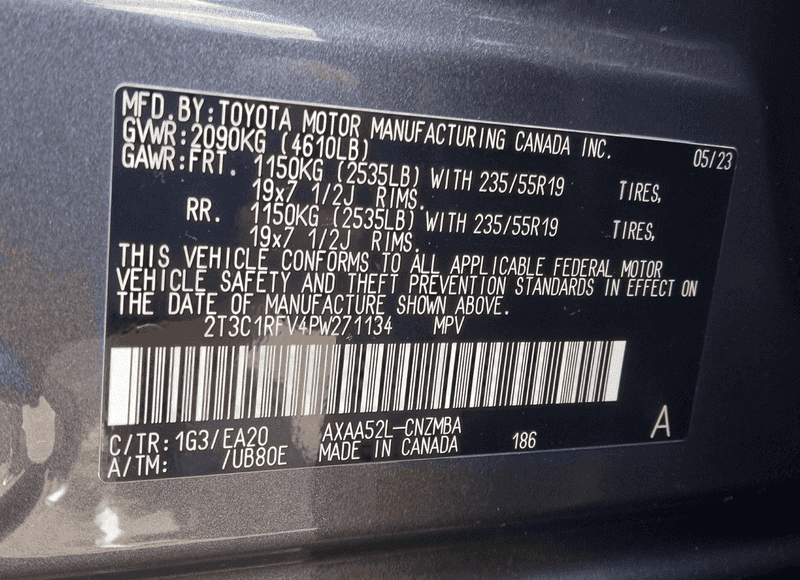 MFD.BY:TOYOTA MOTOR MANUFACTURING CANADA INC.
GVWR:2090KG (4610LB) 05/23
GAWR:FRT. 1150KG (2535LB) WITH 235/55R19 TIRES,
19x7 1/2J RIMS.
RR. 1150KG (2535LB) WITH 235/55R19 TIRES,
19x7 1/2J RIMS.
THIS VEHICLE CONFORMS TO ALL APPLICABLE FEDERAL MOTOR
VEHICLE SAFETY AND THEFT PREVENTION STANDARDS IN EFFECT ON
THE DATE OF MANUFACTURE SHOWN ABOVE.
2T3C1RFV4PW271134 MPV
C/TR:1G3/EA20 AXAA52L-CNZMBA
A/TM: /UB80E MADE IN CANADA 186 A